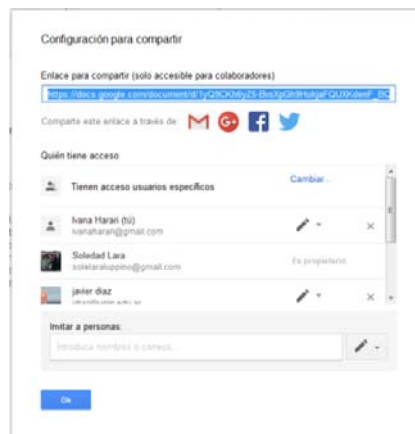 Configuración para compartir
Enlace para compartir (solo accesible para colaboradores)
Comparte este enlace a través de:
Quién tiene acceso
Tienen acceso usuarios específicos
Cambiar...
Ivana Harari (tú)
ivanaharari@gmail.com
Soledad Lara
Es propietario
javier diaz
Invitar a personas:
Introduce nombres o correos...
Ok